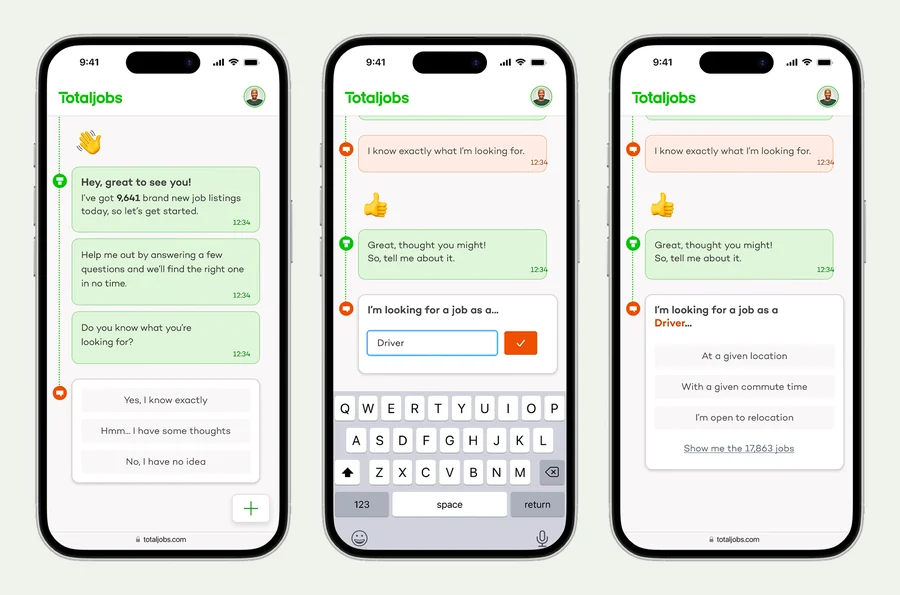 9:41
Totaljobs
Hey, great to see you!
I've got 9,641 brand new job listings
today, so let's get started.
12:34
Help me out by answering a few
questions and we'll find the right one
in no time.
12:34
Do you know what you're
looking for?
12:34
Yes, I know exactly
Hmm... I have some thoughts
No, I have no idea
+
totaljobs.com
9:41
Totaljobs
I know exactly what I'm looking for.
12:34
Great, thought you might!
So, tell me about it.
12:34
I'm looking for a job as a...
Driver
Q W E R T Y U I O P
A S D F G H J K L
Z X C V B N M
123 space return
9:41
Totaljobs
I know exactly what I'm looking for.
12:34
Great, thought you might!
So, tell me about it.
12:34
I'm looking for a job as a
Driver...
At a given location
With a given commute time
I'm open to relocation
Show me the 17,863 jobs
totaljobs.com